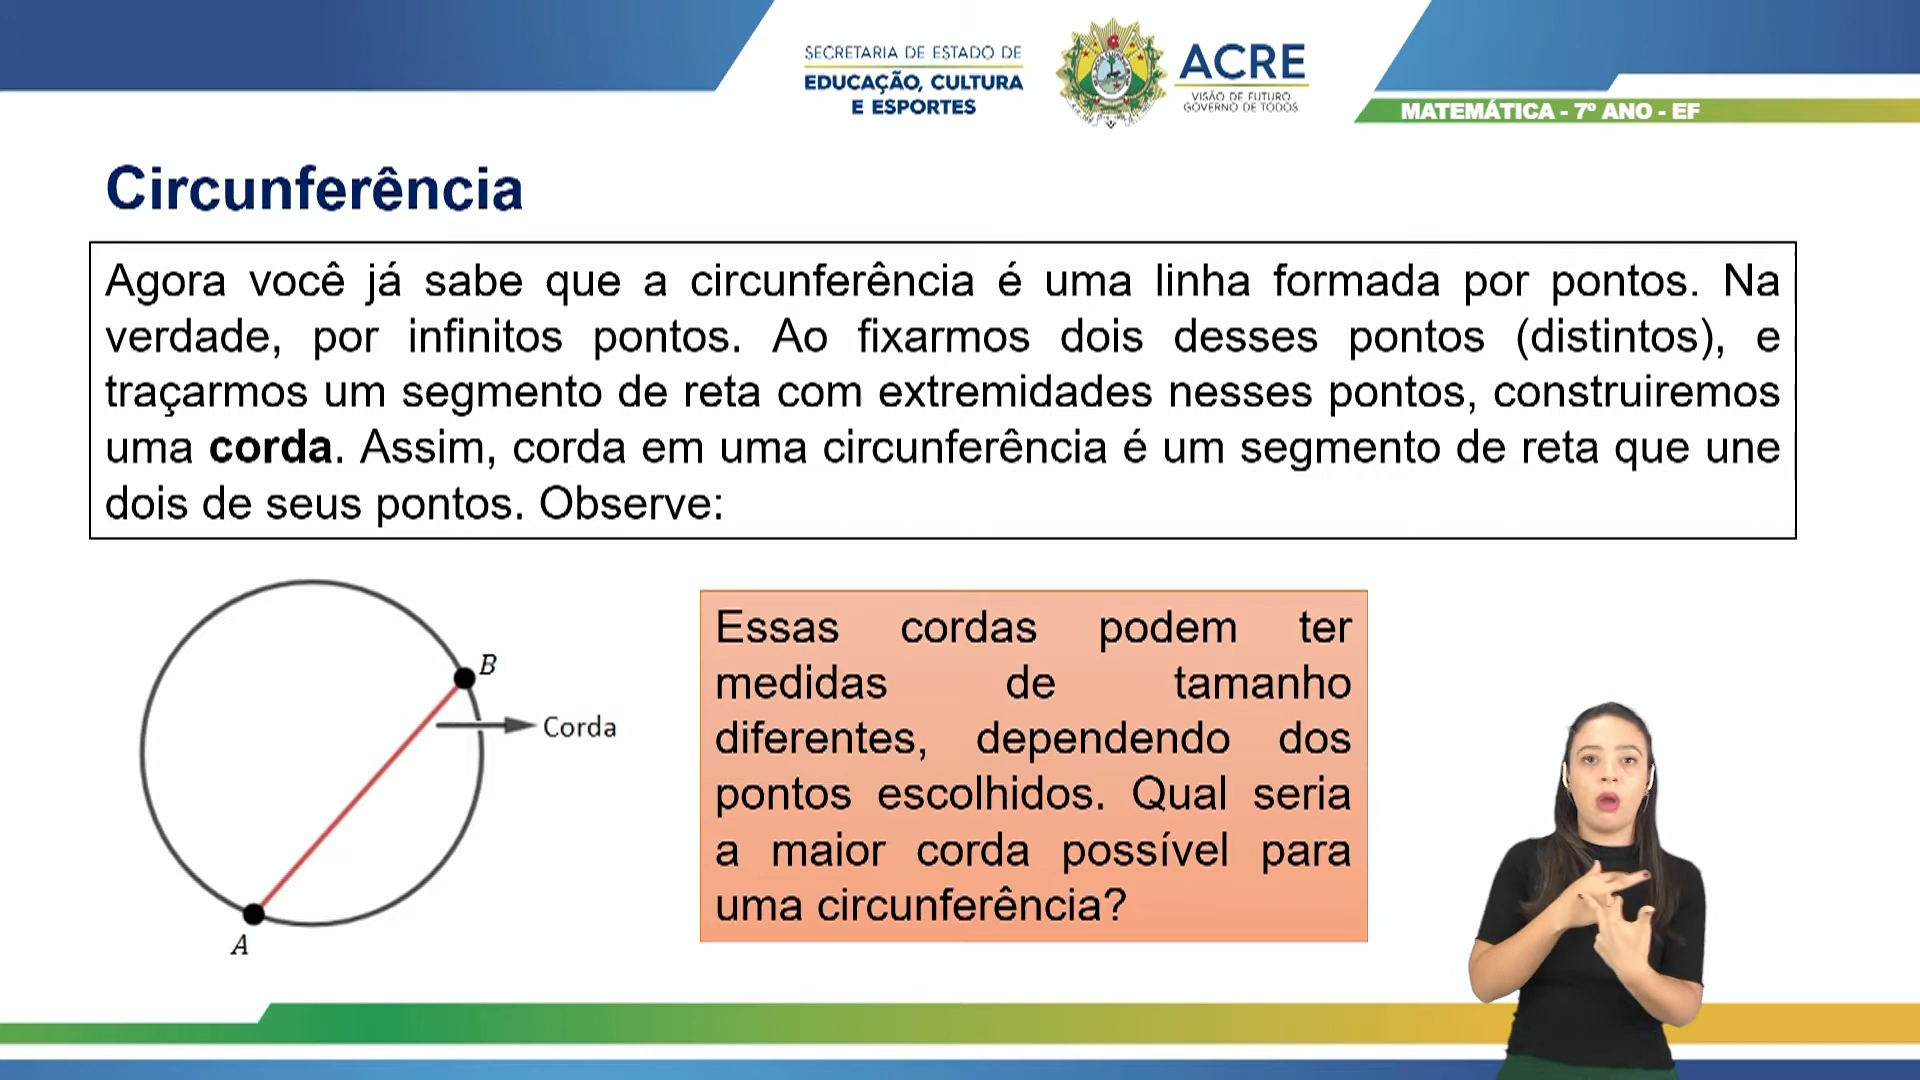 SECRETARIA DE ESTADO DE
EDUCAÇÃO, CULTURA
E ESPORTES
ACRE
VISÃO DE FUTURO
GOVERNO DE TODOS
MATEMÁTICA - 7º ANO - EF
Circunferência
Agora você já sabe que a circunferência é uma linha formada por pontos. Na
verdade, por infinitos pontos. Ao fixarmos dois desses pontos (distintos), e
traçarmos um segmento de reta com extremidades nesses pontos, construiremos
uma corda. Assim, corda em uma circunferência é um segmento de reta que une
dois de seus pontos. Observe:
B
Corda
A
Essas cordas podem ter
medidas de tamanho
diferentes, dependendo dos
pontos escolhidos. Qual seria
a maior corda possível para
uma circunferência?